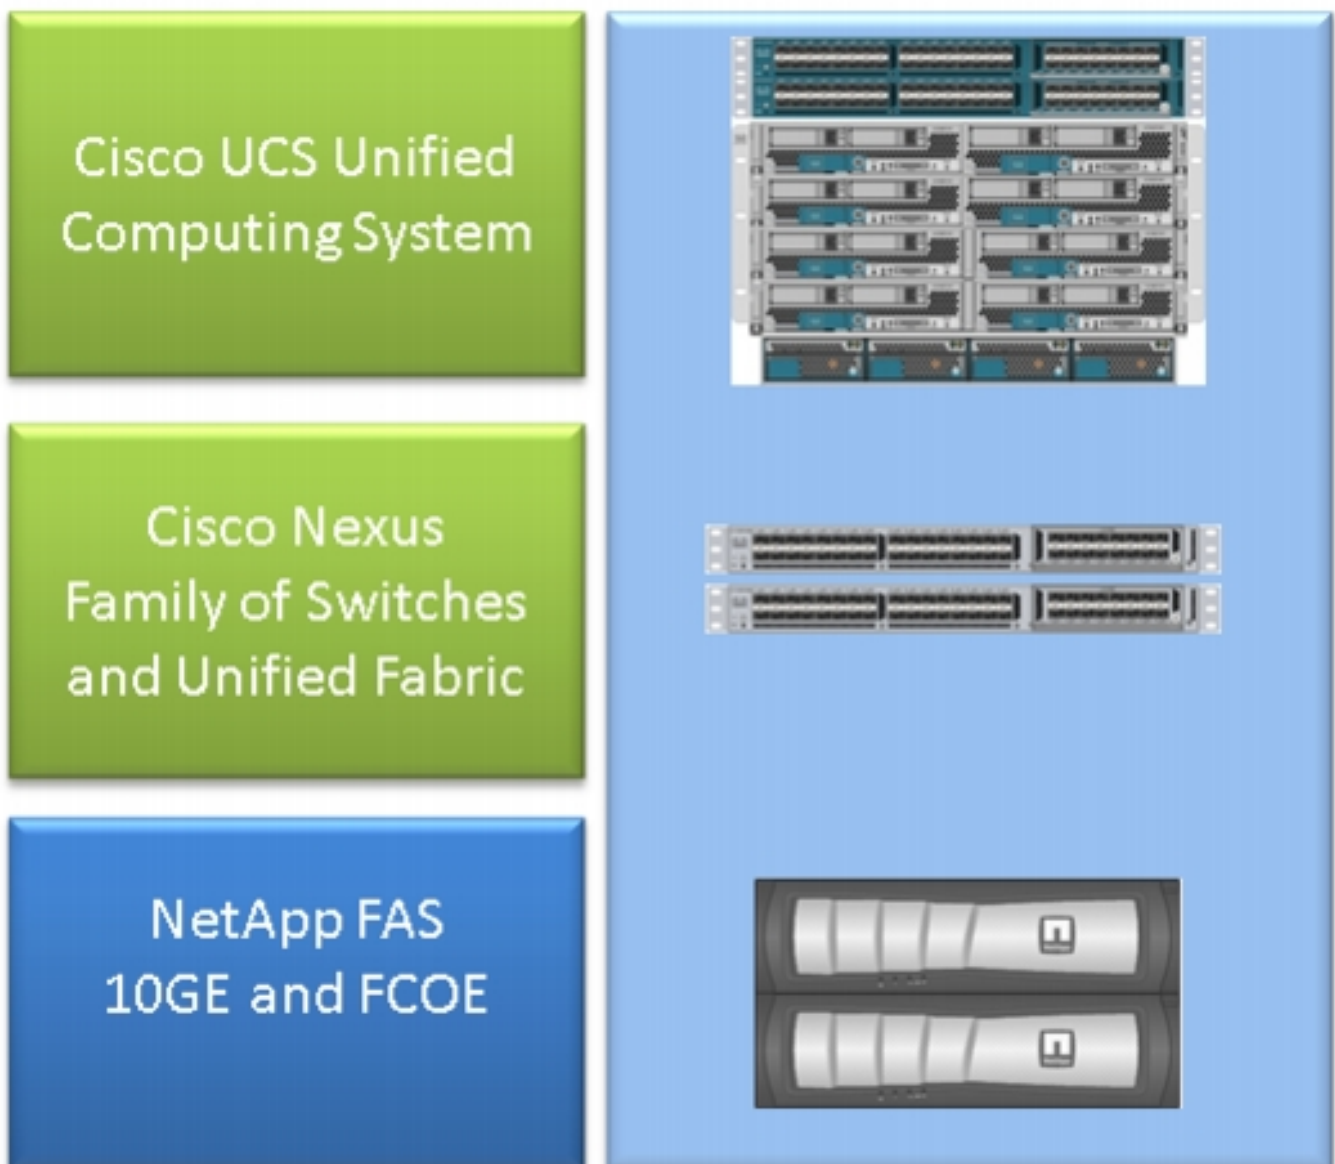 Cisco UCS Unified
Computing System
Cisco Nexus
Family of Switches
and Unified Fabric
NetApp FAS
10GE and FCOE